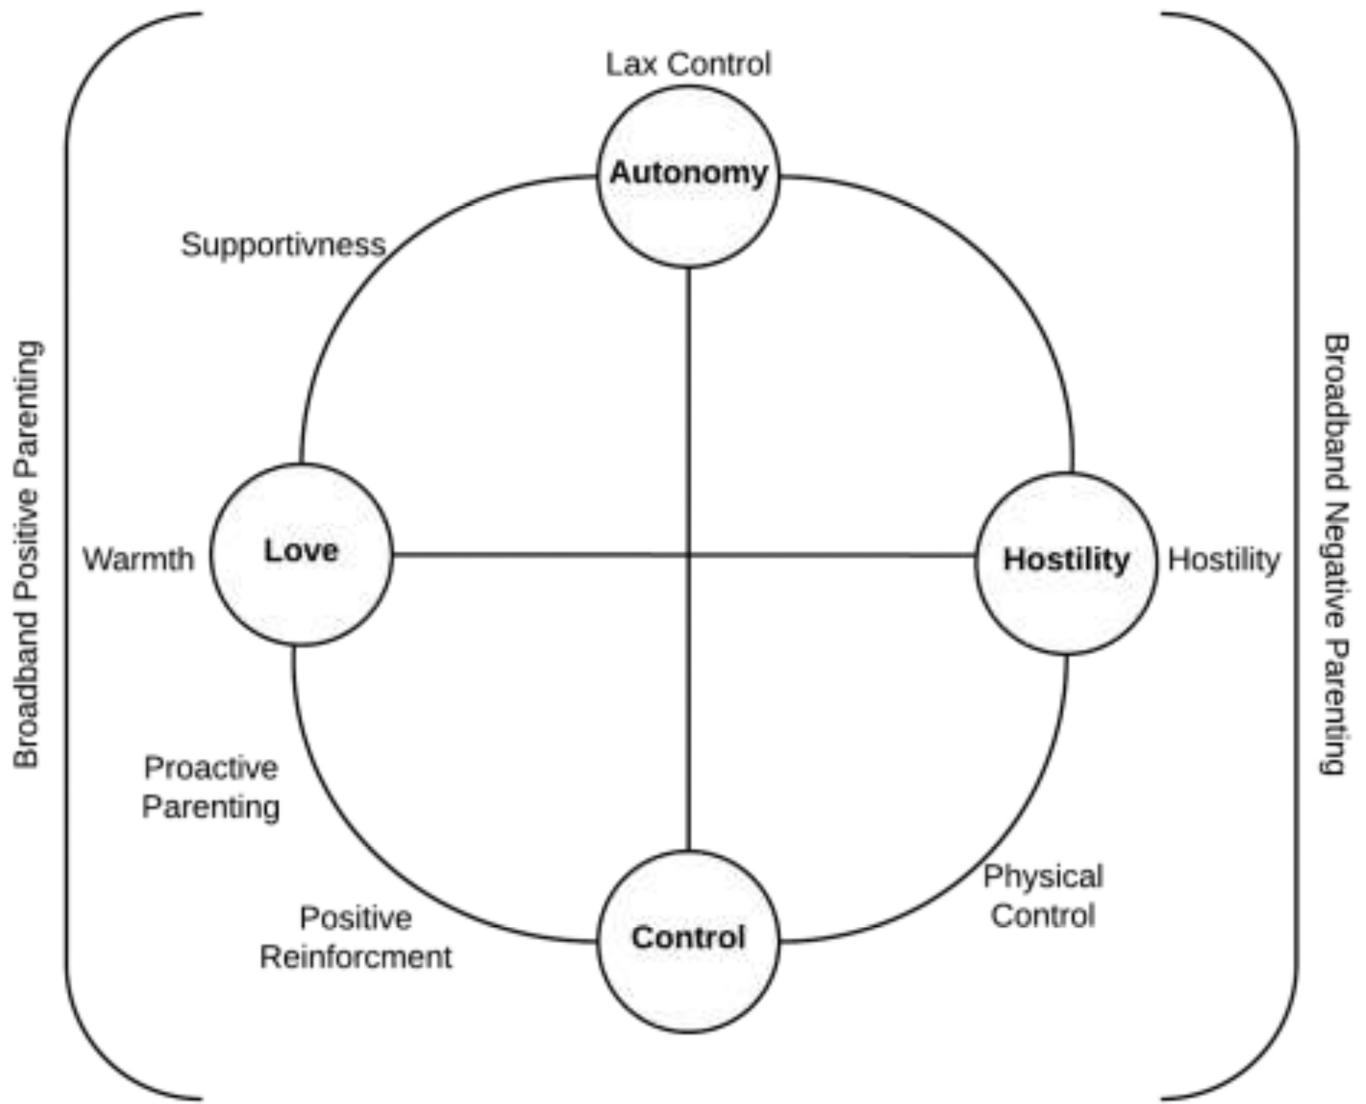 Lax Control
Autonomy
Supportivness
Broadband Positive Parenting
Warmth
Love
Hostility
Hostility
Broadband Negative Parenting
Proactive
Parenting
Positive
Reinforcment
Control
Physical
Control